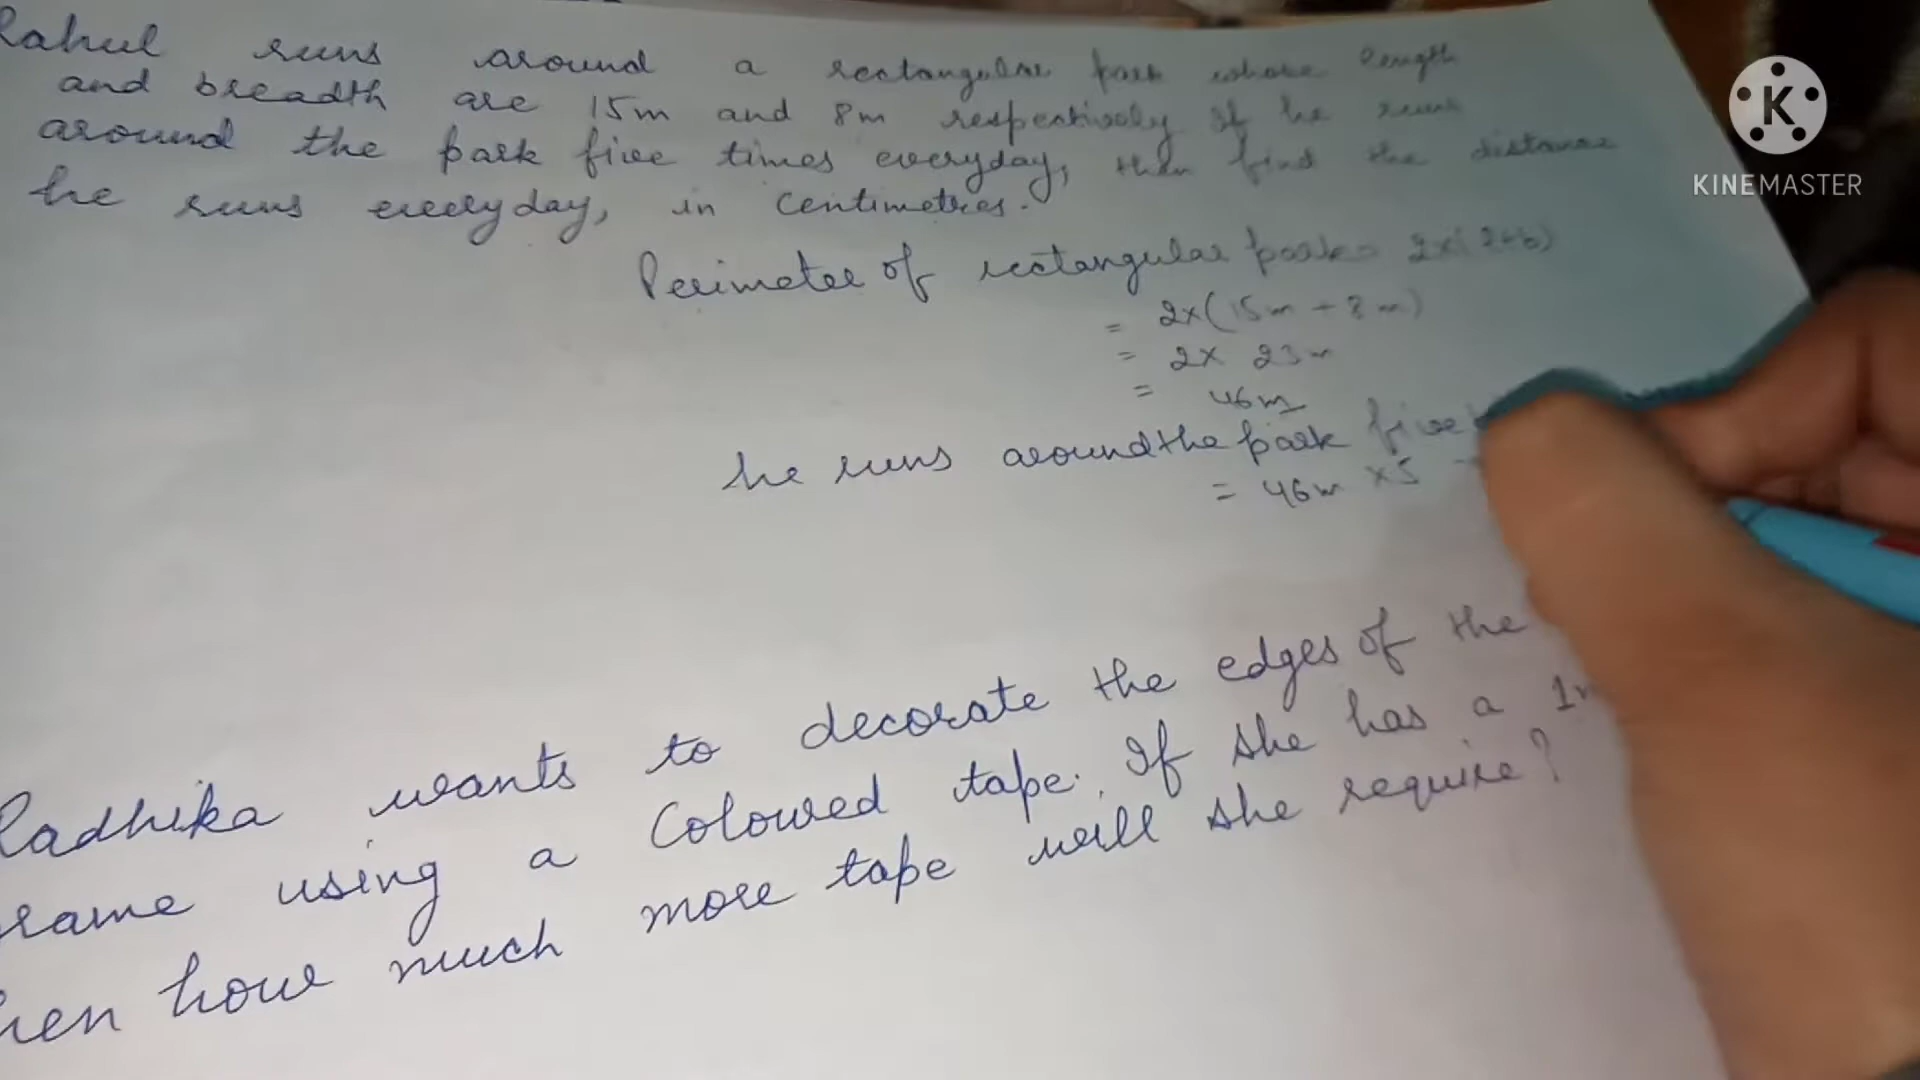 Rahul runs around a rectangular park whose length
and breadth are 15m and 8m respectively If he runs
around the park five times everyday, then find the distance
he runs everyday, in Centimetres.
Perimeter of rectangular park = 2x(l+b)
= 2x(15m + 8m)
= 2x 23m
= 46m
he runs around the park five
= 46m x5
Radhika wants to decorate the edges of the
frame using a Coloured tape. If she has a 1m
then how much more tape will she require?
KINEMASTER